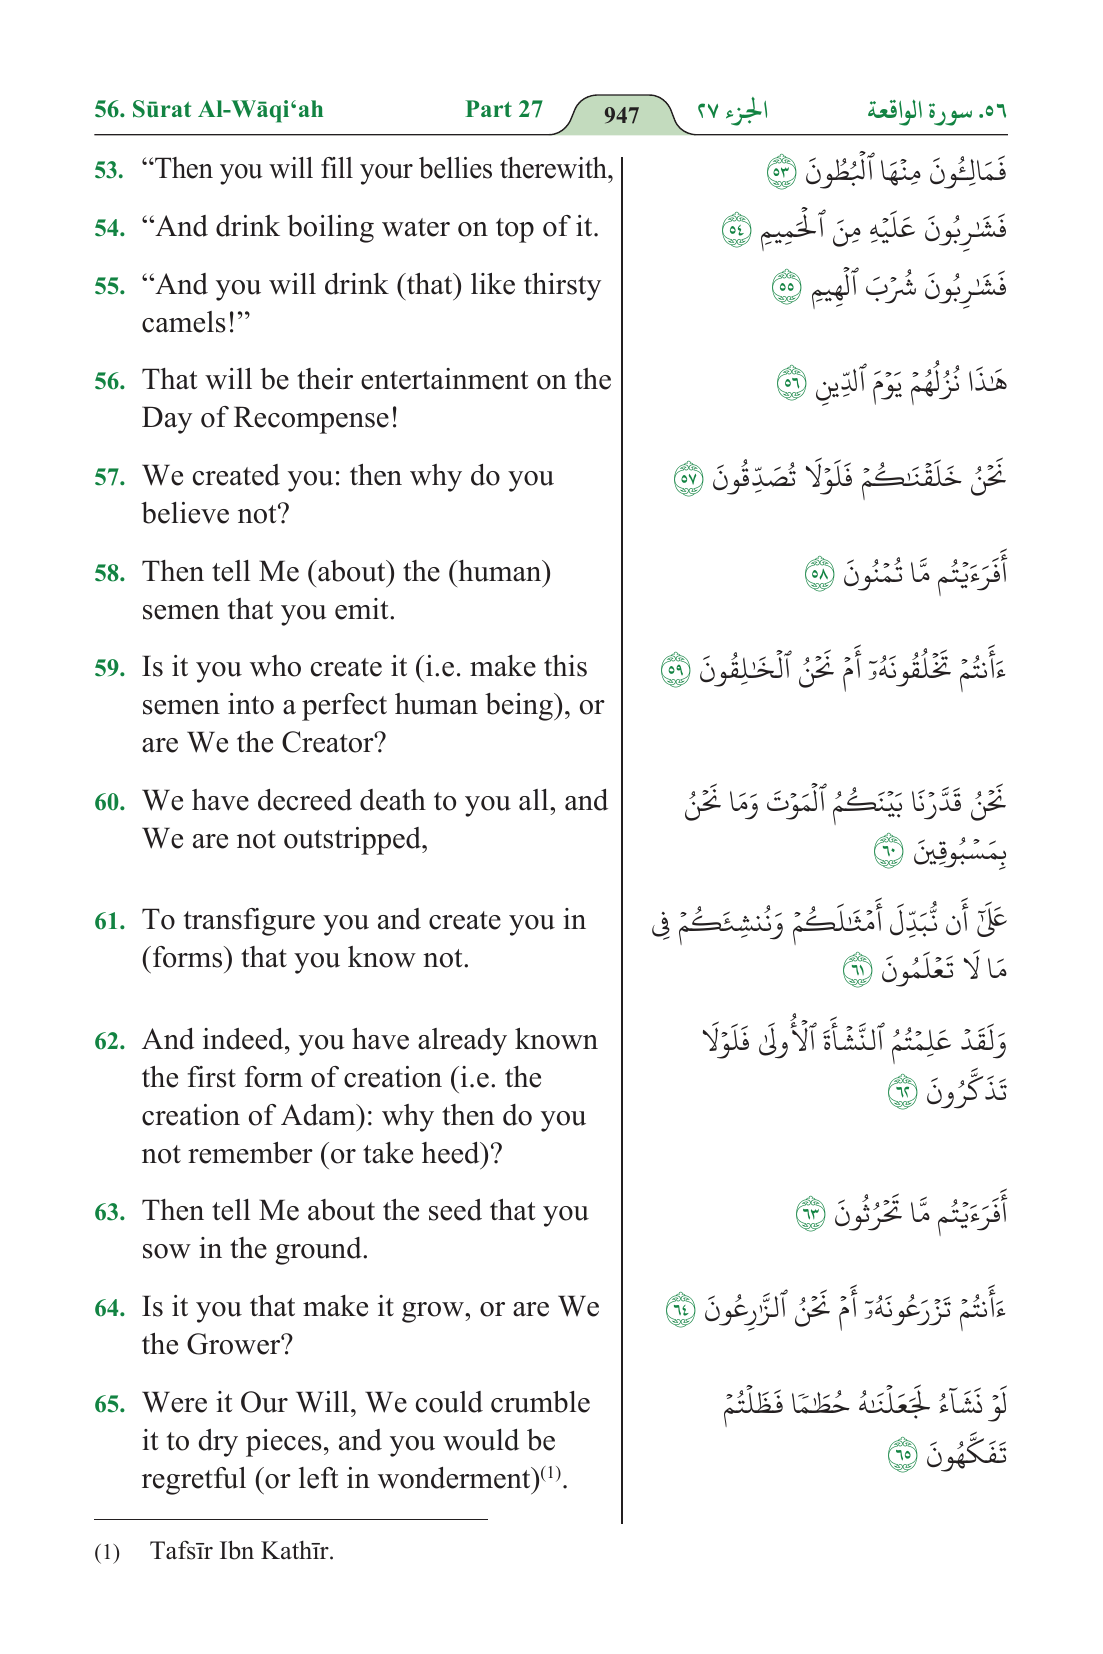 56. Sūrat Al-Wāqi‘ah Part 27 947 الجزء ٢٧ ٥٦. سورة الواقعة
53. “Then you will fill your bellies therewith,
54. “And drink boiling water on top of it.
55. “And you will drink (that) like thirsty
camels!”
56. That will be their entertainment on the
Day of Recompense!
57. We created you: then why do you
believe not?
58. Then tell Me (about) the (human)
semen that you emit.
59. Is it you who create it (i.e. make this
semen into a perfect human being), or
are We the Creator?
60. We have decreed death to you all, and
We are not outstripped,
61. To transfigure you and create you in
(forms) that you know not.
62. And indeed, you have already known
the first form of creation (i.e. the
creation of Adam): why then do you
not remember (or take heed)?
63. Then tell Me about the seed that you
sow in the ground.
64. Is it you that make it grow, or are We
the Grower?
65. Were it Our Will, We could crumble
it to dry pieces, and you would be
regretful (or left in wonderment)(1).
فَمَالِـُٔونَ مِنْهَا ٱلْبُطُونَ ٥٣
فَشَـٰرِبُونَ عَلَيْهِ مِنَ ٱلْحَمِيمِ ٥٤
فَشَـٰرِبُونَ شُرْبَ ٱلْهِيمِ ٥٥
هَـٰذَا نُزُلُهُمْ يَوْمَ ٱلدِّينِ ٥٦
نَحْنُ خَلَقْنَـٰكُمْ فَلَوْلَا تُصَدِّقُونَ ٥٧
أَفَرَءَيْتُم مَّا تُمْنُونَ ٥٨
ءَأَنتُمْ تَخْلُقُونَهُۥٓ أَمْ نَحْنُ ٱلْخَـٰلِقُونَ ٥٩
نَحْنُ قَدَّرْنَا بَيْنَكُمُ ٱلْمَوْتَ وَمَا نَحْنُ
بِمَسْبُوقِينَ ٦٠
عَلَىٰٓ أَن نُّبَدِّلَ أَمْثَـٰلَكُمْ وَنُنشِئَكُمْ فِى
مَا لَا تَعْلَمُونَ ٦١
وَلَقَدْ عَلِمْتُمُ ٱلنَّشْأَةَ ٱلْأُولَىٰ فَلَوْلَا
تَذَكَّرُونَ ٦٢
أَفَرَءَيْتُم مَّا تَحْرُثُونَ ٦٣
ءَأَنتُمْ تَزْرَعُونَهُۥٓ أَمْ نَحْنُ ٱلزَّٰرِعُونَ ٦٤
لَوْ نَشَآءُ لَجَعَلْنَـٰهُ حُطَـٰمًا فَظَلْتُمْ
تَفَكَّهُونَ ٦٥
(1) Tafsīr Ibn Kathīr.